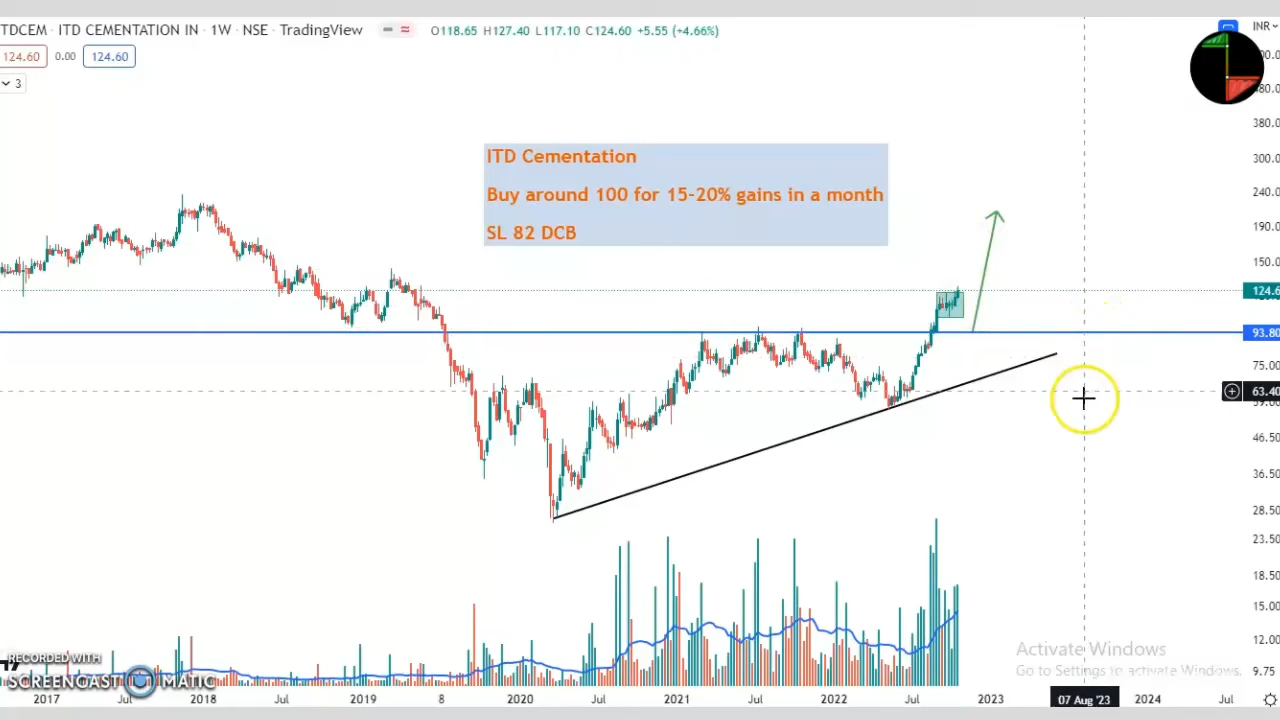 TDCEM · ITD CEMENTATION IN · 1W · NSE · TradingView
O118.65 H127.40 L117.10 C124.60 +5.55 (+4.66%)
INR
124.60 0.00 124.60
3
ITD Cementation
Buy around 100 for 15-20% gains in a month
SL 82 DCB
380.0
300.0
240.0
190.0
150.0
124.6
93.80
75.00
63.40
46.50
36.50
28.50
23.50
18.50
15.00
12.00
9.75
Activate Windows
Go to Settings to activate Windows.
RECORDED WITH
SCREENCAST MATIC
2017 Jul 2018 Jul 2019 8 2020 Jul 2021 Jul 2022 Jul 2023 07 Aug '23 2024 Jul